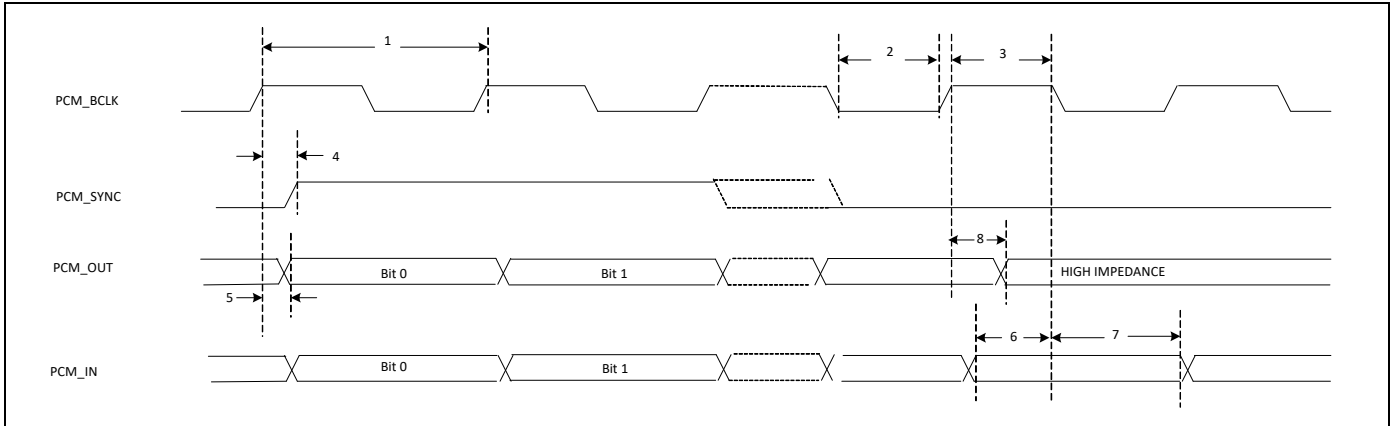 1
2
3
PCM_BCLK
4
PCM_SYNC
8
PCM_OUT
Bit 0
Bit 1
HIGH IMPEDANCE
5
6
7
PCM_IN
Bit 0
Bit 1